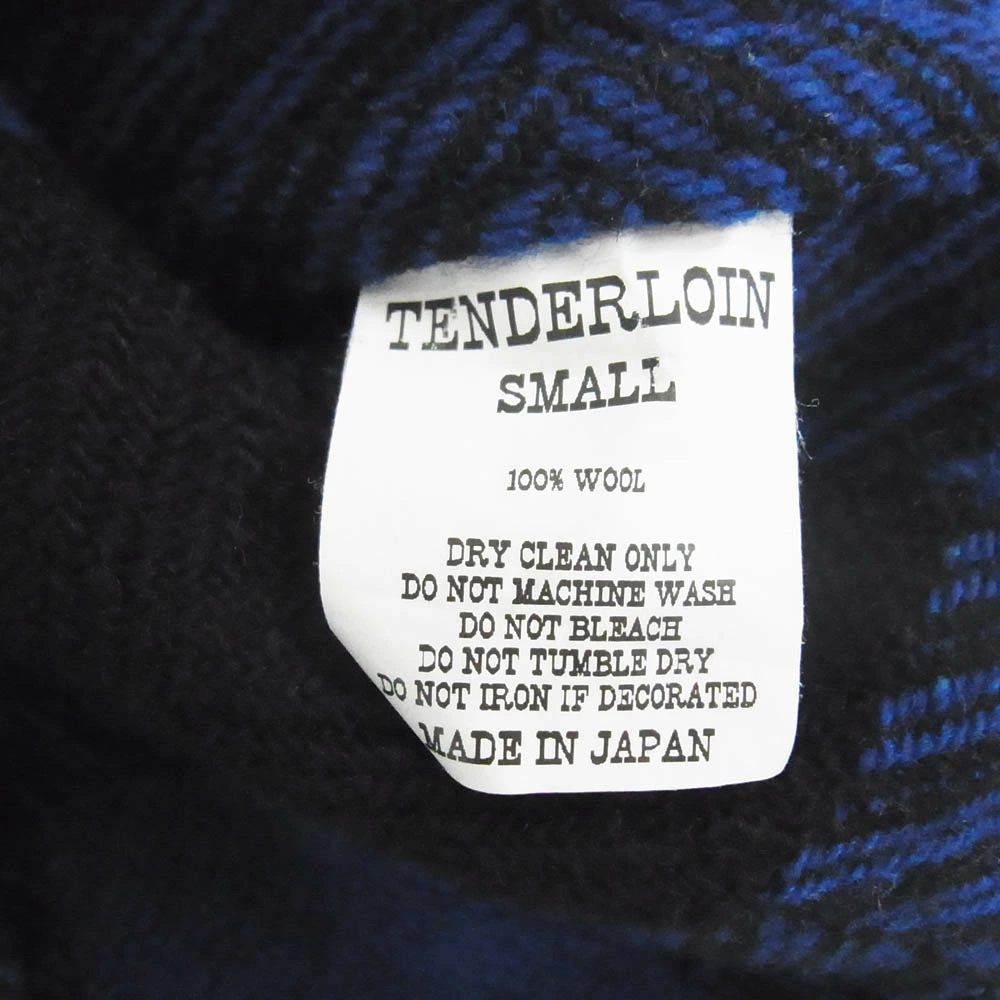 TENDERLOIN
SMALL
100% WOOL
DRY CLEAN ONLY
DO NOT MACHINE WASH
DO NOT BLEACH
DO NOT TUMBLE DRY
DO NOT IRON IF DECORATED
MADE IN JAPAN